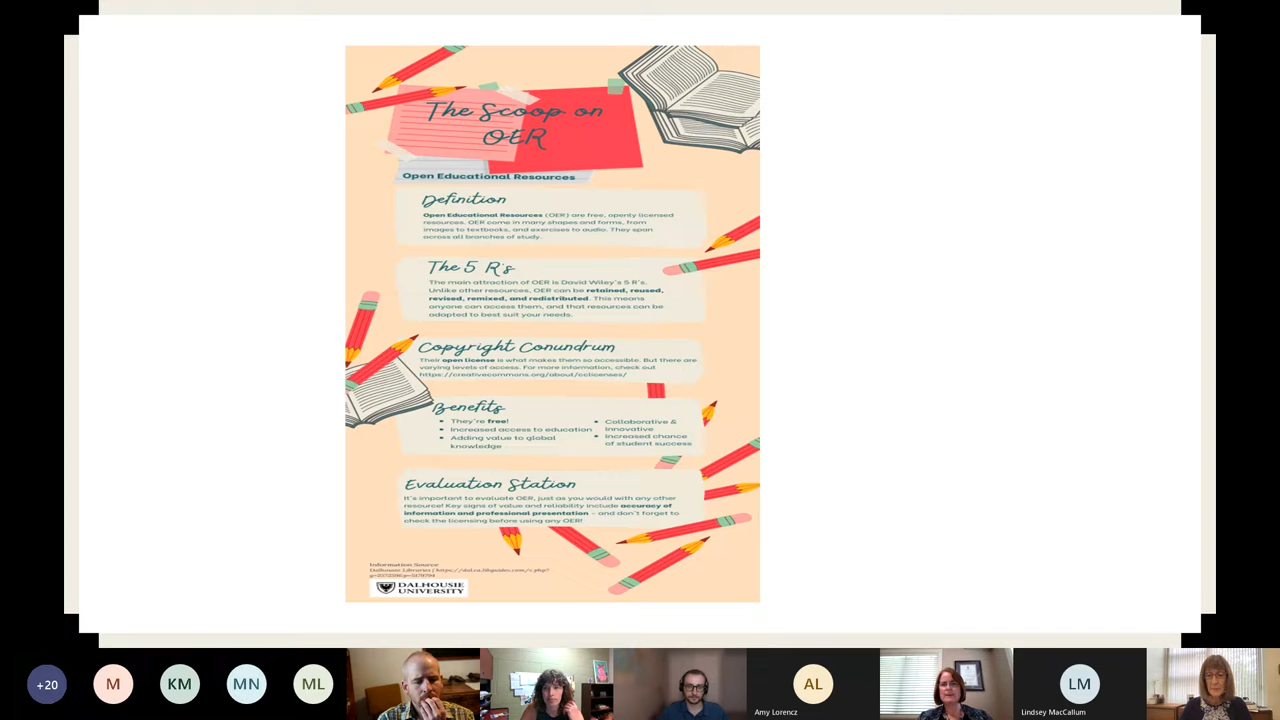 The Scoop on
OER
Open Educational Resources
Definition
Open Educational Resources (OER) are free, openly licensed
resources. OER come in many shapes and forms, from
images to textbooks, and exercises to audio. They span
across all branches of study.
The 5 R's
The main attraction of OER is David Wiley's 5 R's.
Unlike other resources, OER can be retained, reused,
revised, remixed, and redistributed. This means
anyone can access them, and that resources can be
adapted to best suit your needs.
Copyright Conundrum
Their open license is what makes them so accessible. But there are
varying levels of access. For more information, check out
https://creativecommons.org/about/cclicenses/
Benefits
They're free!
Increased access to education
Adding value to global
knowledge
Collaborative &
Innovative
Increased chance
of student success
Evaluation Station
It's important to evaluate OER, just as you would with any other
resource! Key signs of value and reliability include accuracy of
information and professional presentation – and don't forget to
check the licensing before using any OER!
Information Source
Dalhousie Libraries / https://dal.ca.libguides.com/c.php?
DALHOUSIE
UNIVERSITY
20
M
KN
MN
ML
AL
Amy Lorencz
LM
Lindsey MacCallum